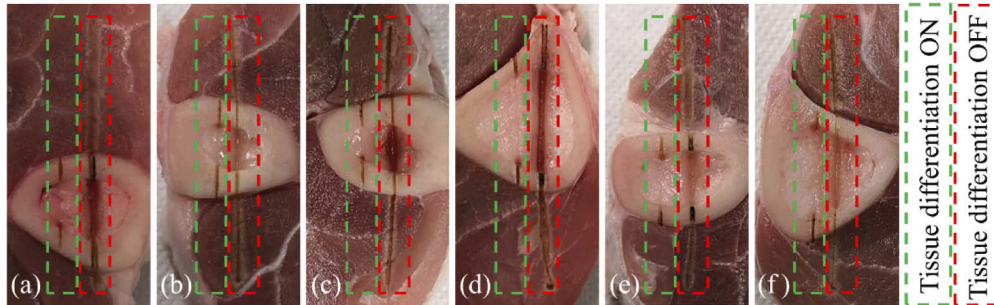 (a)
(b)
(c)
(d)
(e)
(f)
Tissue differentiation ON
Tissue differentiation OFF